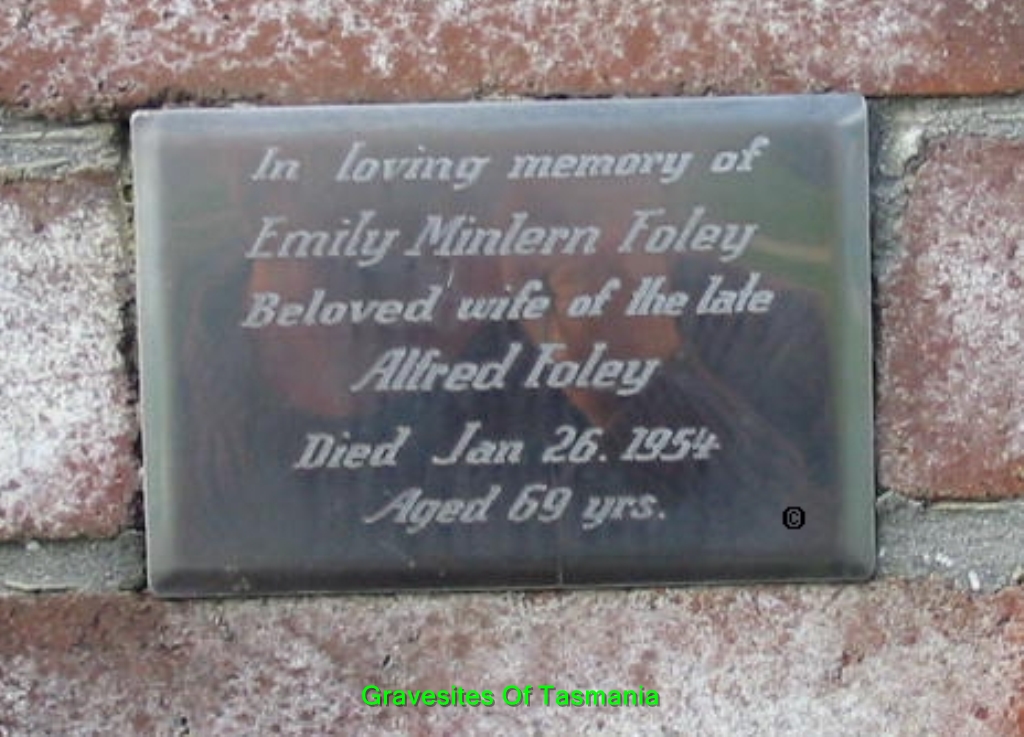 In loving memory of
Emily Minlern Foley
Beloved wife of the late
Alfred Foley
Died Jan 26. 1954
Aged 69 yrs.
©
Gravesites Of Tasmania